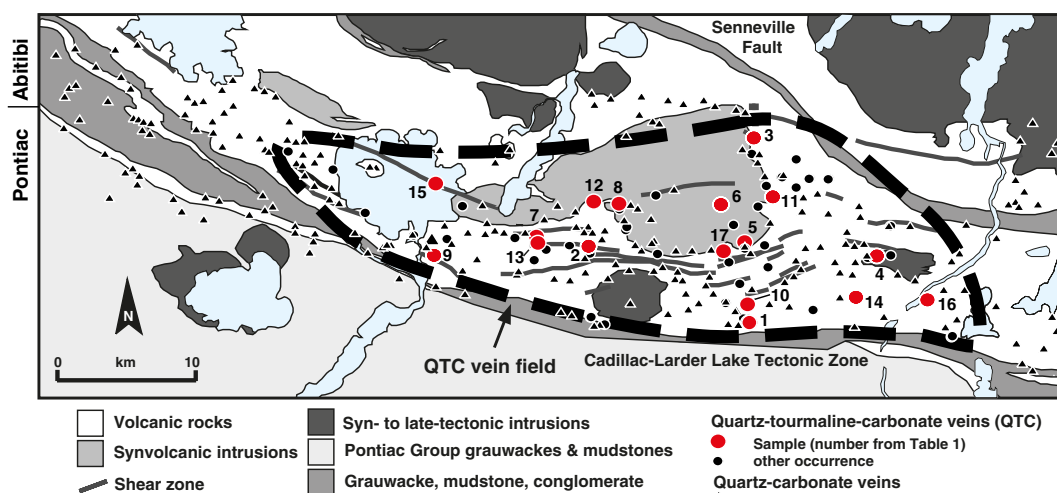 Abitibi
Pontiac
Senneville
Fault
3
15
12
8
6
11
7
13
2
17
5
9
4
10
14
16
1
N
0
km
10
QTC vein field
Cadillac-Larder Lake Tectonic Zone
Volcanic rocks
Synvolcanic intrusions
Shear zone
Syn- to late-tectonic intrusions
Pontiac Group grauwackes & mudstones
Grauwacke, mudstone, conglomerate
Quartz-tourmaline-carbonate veins (QTC)
Sample (number from Table 1)
other occurrence
Quartz-carbonate veins